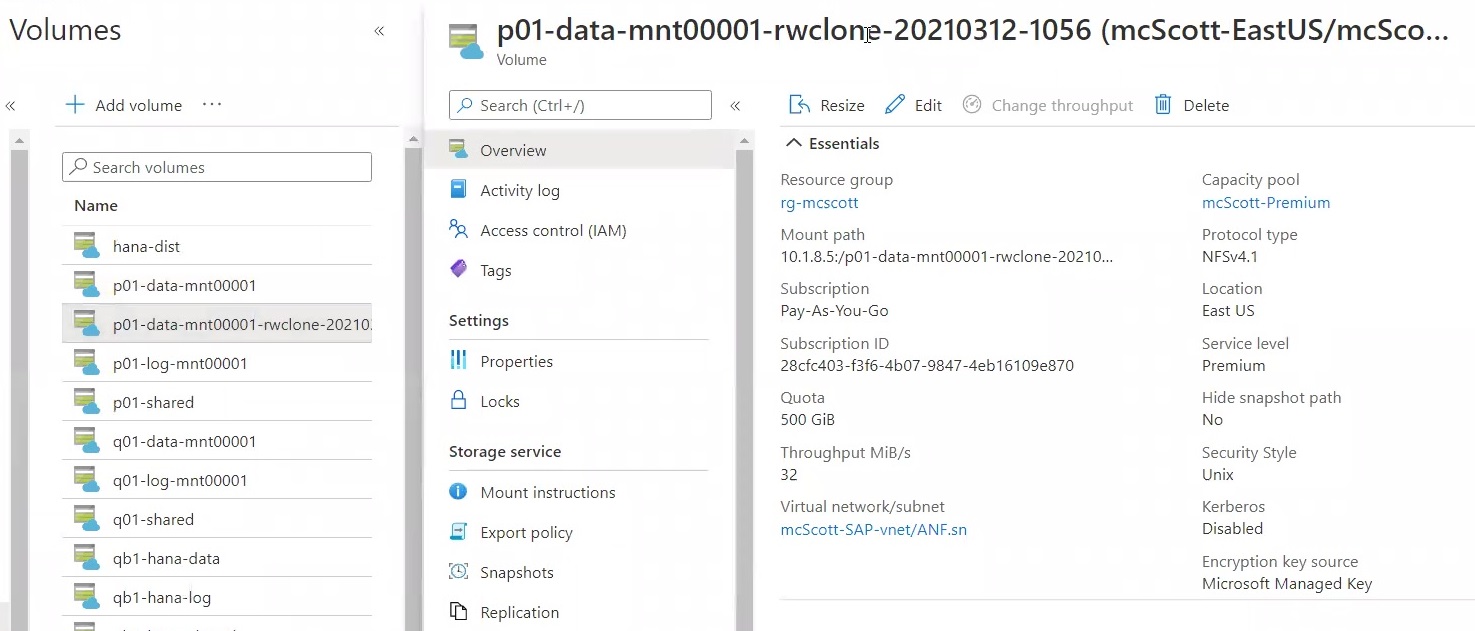 Volumes
«
p01-data-mnt00001-rwclone-20210312-1056 (mcScott-EastUS/mcSco...
Volume
«
+ Add volume ...
Search volumes
Name
hana-dist
p01-data-mnt00001
p01-data-mnt00001-rwclone-20210
p01-log-mnt00001
p01-shared
q01-data-mnt00001
q01-log-mnt00001
q01-shared
qb1-hana-data
qb1-hana-log
Search (Ctrl+/)
«
Overview
Activity log
Access control (IAM)
Tags
Settings
Properties
Locks
Storage service
Mount instructions
Export policy
Snapshots
Replication
Resize Edit Change throughput Delete
Essentials
Resource group
rg-mcscott
Mount path
10.1.8.5:/p01-data-mnt00001-rwclone-20210...
Subscription
Pay-As-You-Go
Subscription ID
28cfc403-f3f6-4b07-9847-4eb16109e870
Quota
500 GiB
Throughput MiB/s
32
Virtual network/subnet
mcScott-SAP-vnet/ANF.sn
Capacity pool
mcScott-Premium
Protocol type
NFSv4.1
Location
East US
Service level
Premium
Hide snapshot path
No
Security Style
Unix
Kerberos
Disabled
Encryption key source
Microsoft Managed Key